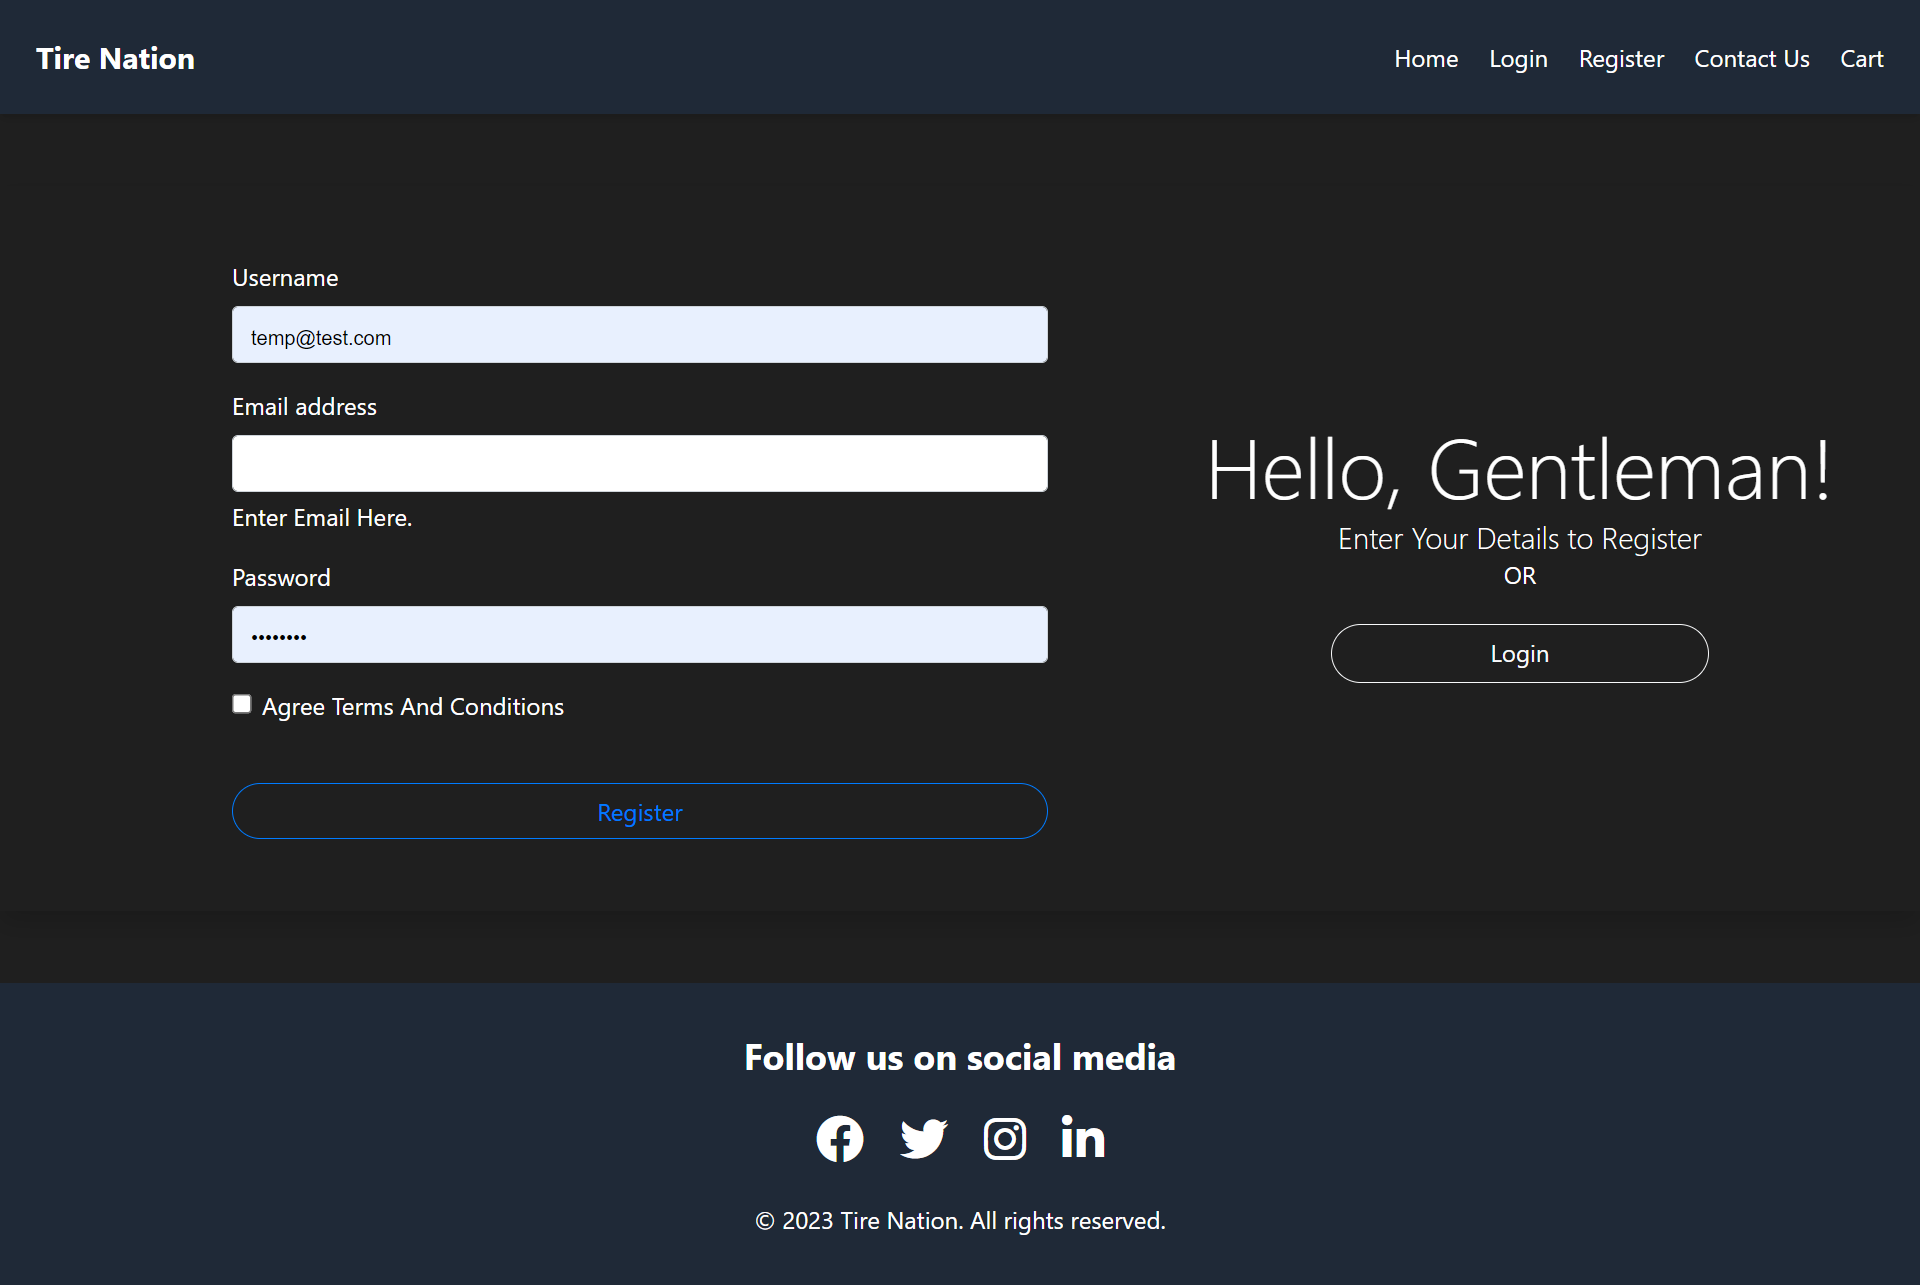 Tire Nation
Home Login Register Contact Us Cart
Username
temp@test.com
Email address
Enter Email Here.
Password
••••••••
Agree Terms And Conditions
Register
Hello, Gentleman!
Enter Your Details to Register
OR
Login
Follow us on social media
© 2023 Tire Nation. All rights reserved.